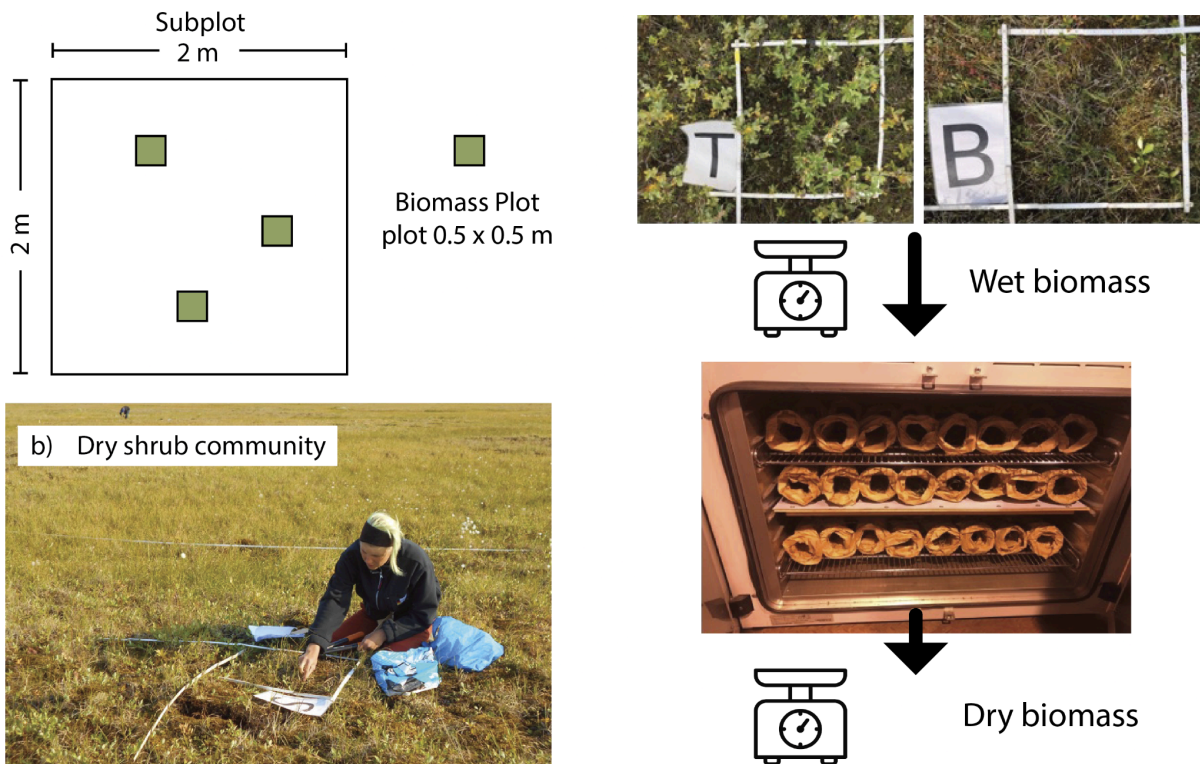 Subplot
2 m
2 m
Biomass Plot
plot 0.5 x 0.5 m
b) Dry shrub community
T
B
Wet biomass
Dry biomass